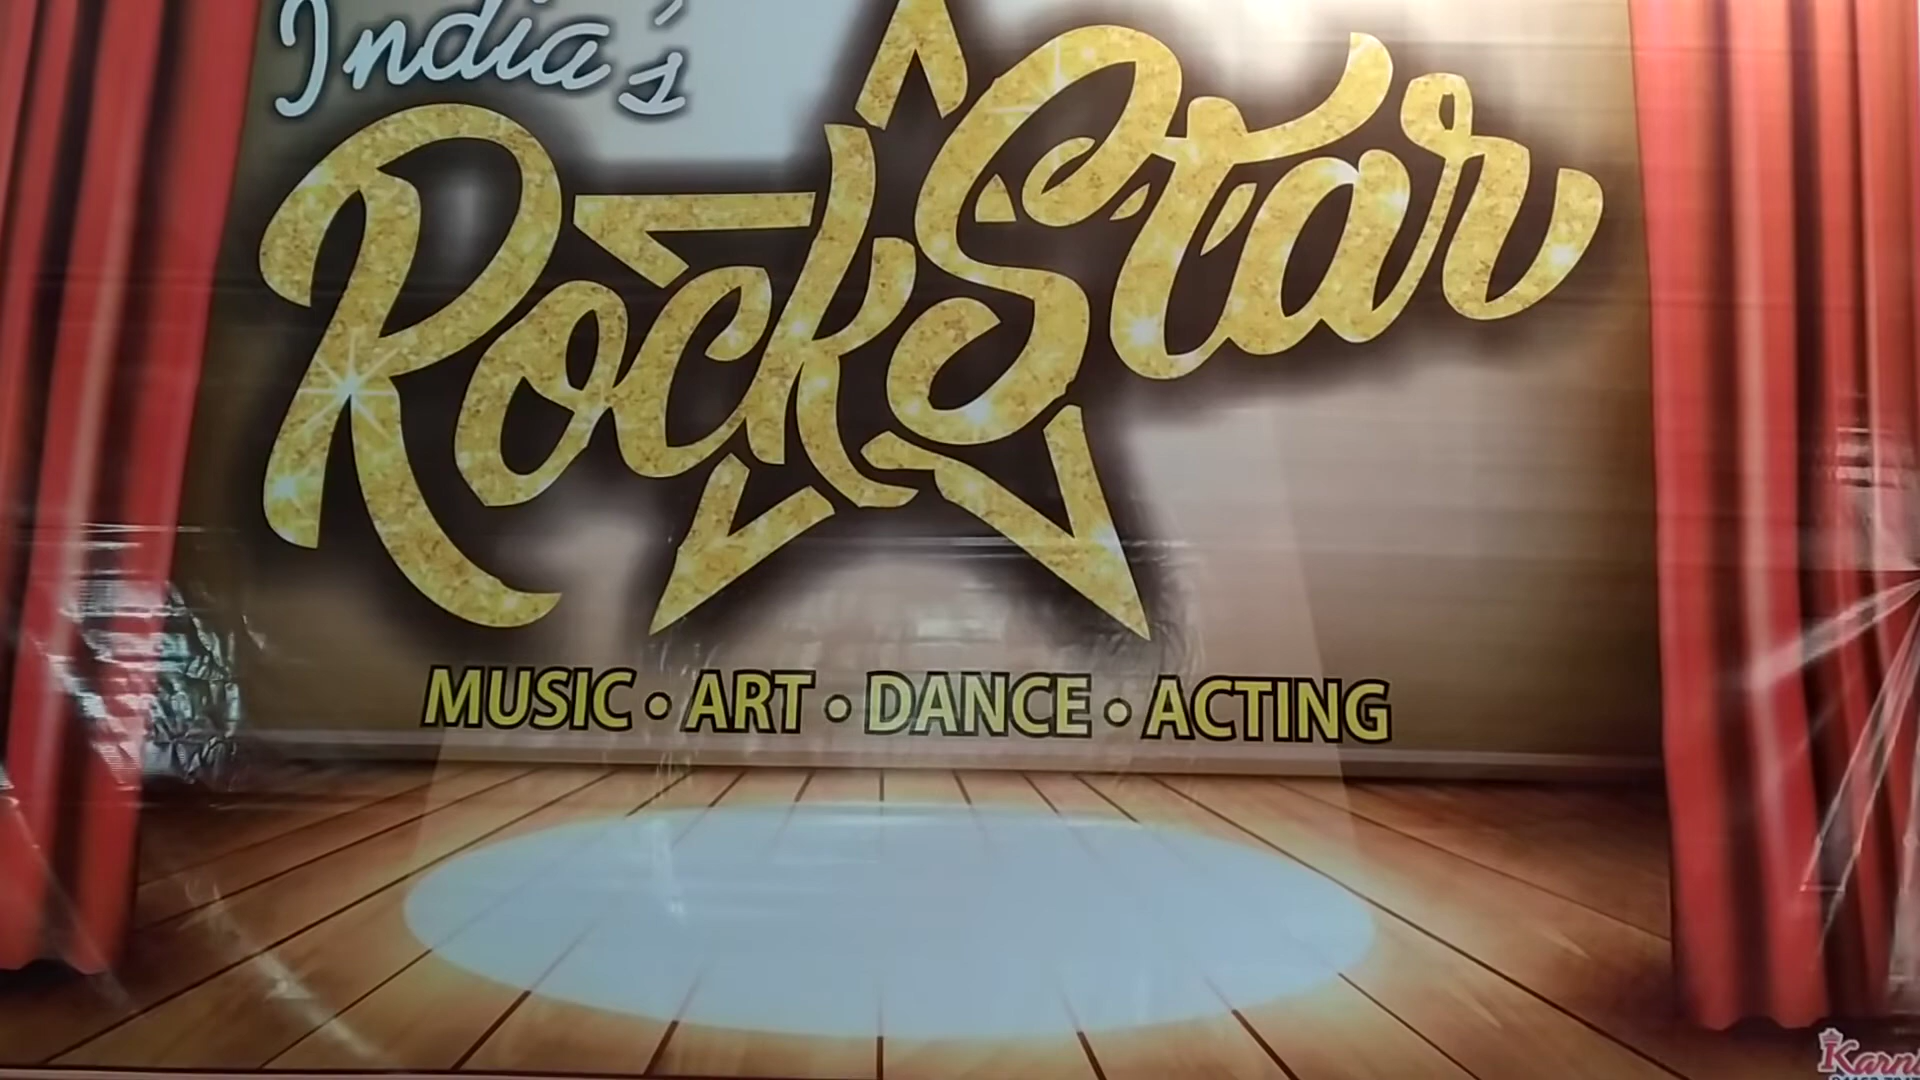 India's
RockStar
MUSIC • ART • DANCE • ACTING